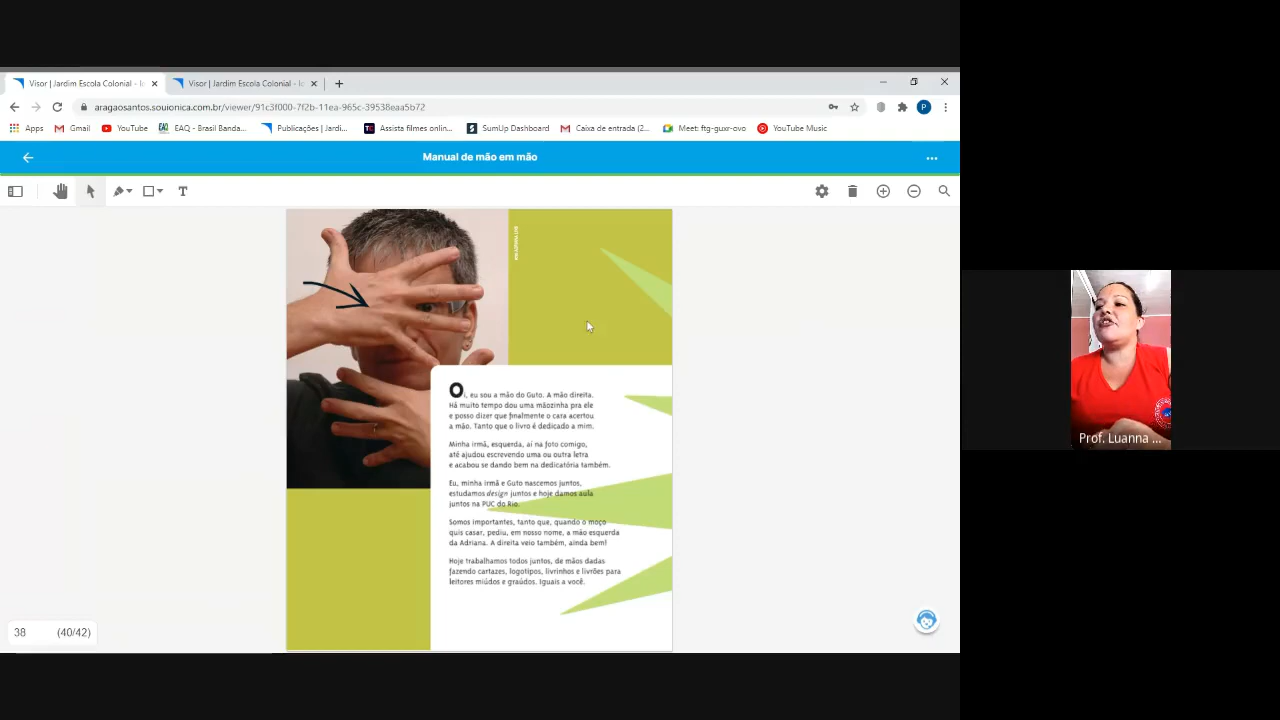 Visor | Jardim Escola Colonial - Io
Visor | Jardim Escola Colonial - Io
aragaosantos.souionica.com.br/viewer/91c3f000-7f2b-11ea-965c-39538eaa5b72
P
Apps
Gmail
YouTube
EAQ - Brasil Banda...
Publicações | Jardi...
Assista filmes onlin...
SumUp Dashboard
Caixa de entrada (2...
Meet: ftg-guxr-ovo
YouTube Music
Manual de mão em mão
T
Oi, eu sou a mão do Guto. A mão direita.
Há muito tempo dou uma mãozinha pra ele
e posso dizer que finalmente o cara acertou
a mão. Tanto que o livro é dedicado a mim.
Minha irmã, esquerda, aí na foto comigo,
até ajudou escrevendo uma ou outra letra
e acabou se dando bem na dedicatória também.
Eu, minha irmã e Guto nascemos juntos,
estudamos design juntos e hoje damos aula
juntos na PUC do Rio.
Somos importantes, tanto que, quando o moço
quis casar, pediu, em nosso nome, a mão esquerda
da Adriana. A direita veio também, ainda bem!
Hoje trabalhamos todos juntos, de mãos dadas
fazendo cartazes, logotipos, livrinhos e livrões para
leitores miúdos e graúdos. Iguais a você.
38 (40/42)
Prof. Luanna ...